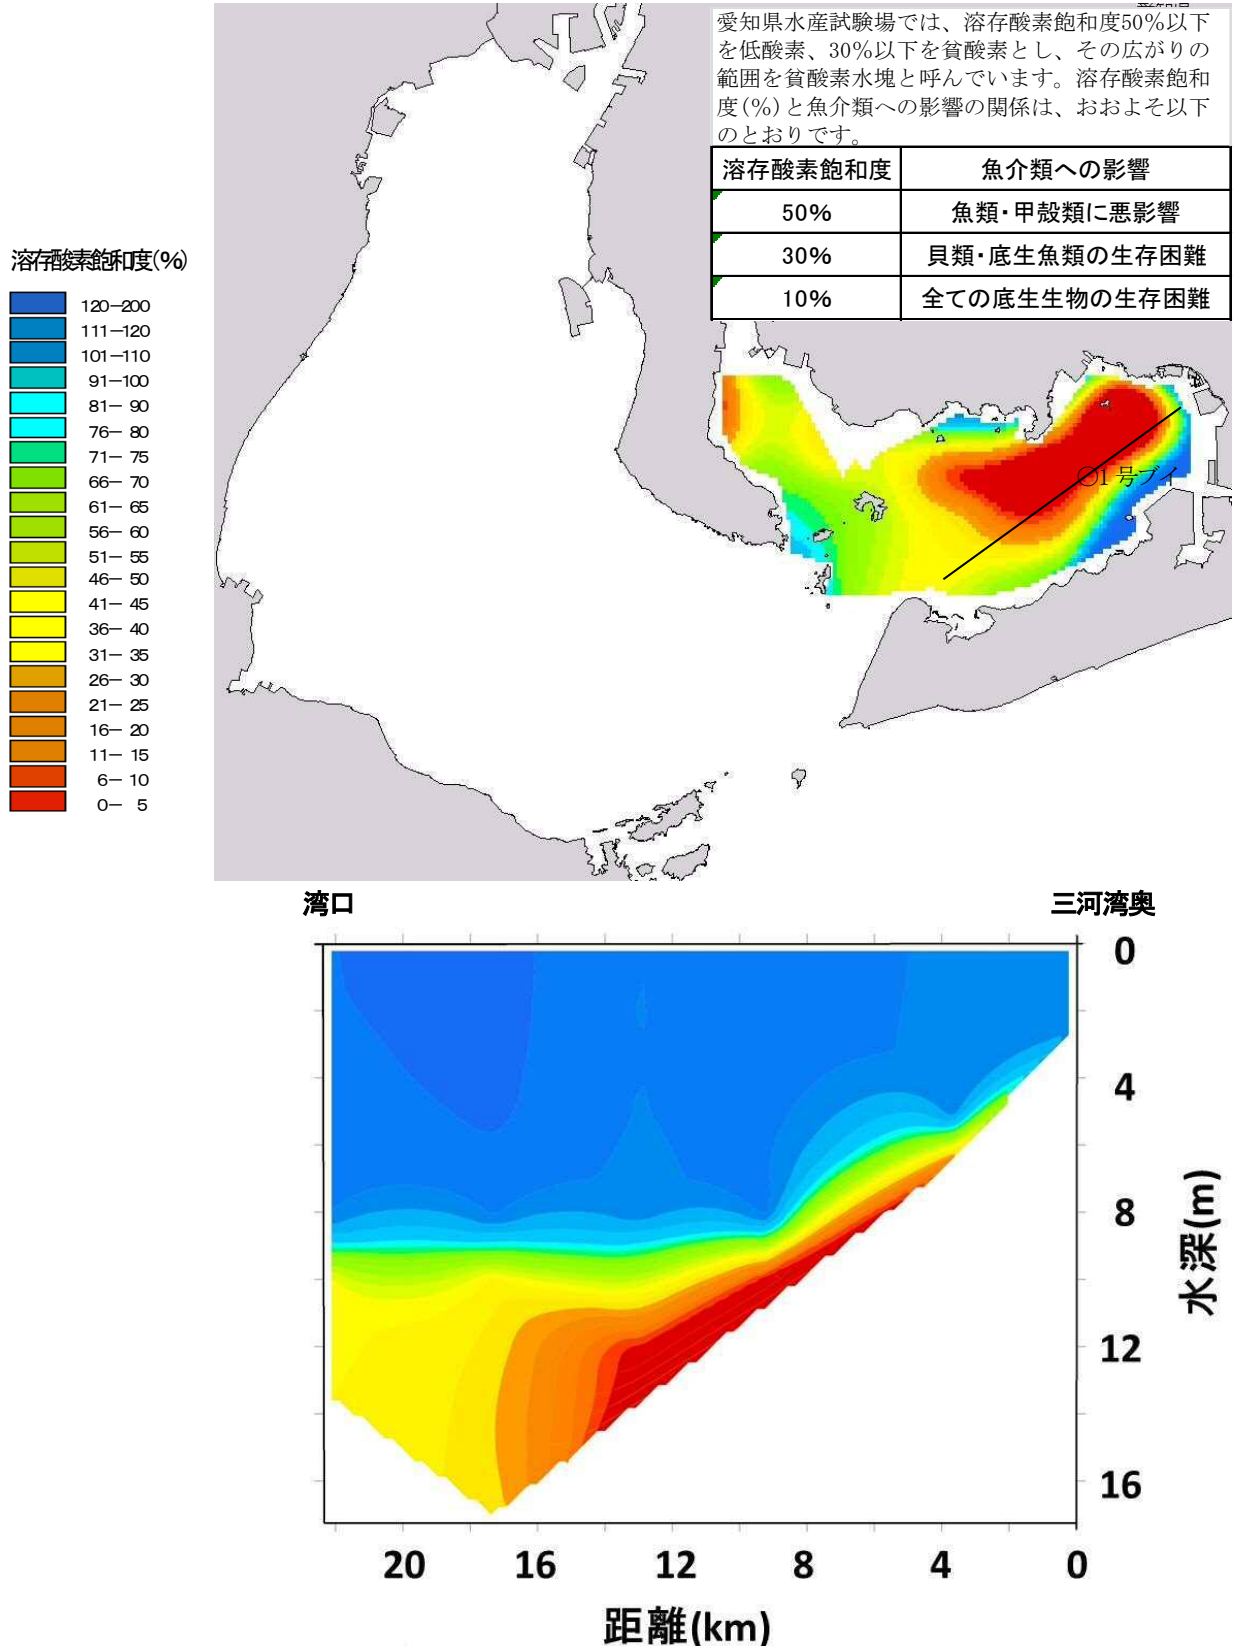 愛知県水産試験場では、溶存酸素飽和度50%以下
を低酸素、30%以下を貧酸素とし、その広がりの
範囲を貧酸素水塊と呼んでいます。溶存酸素飽和
度(%)と魚介類への影響の関係は、おおよそ以下
のとおりです。
溶存酸素飽和度 魚介類への影響
50% 魚類・甲殻類に悪影響
30% 貝類・底生魚類の生存困難
10% 全ての底生生物の生存困難
溶存酸素飽和度(%)
120-200
111-120
101-110
91-100
81- 90
76- 80
71- 75
66- 70
61- 65
56- 60
51- 55
46- 50
41- 45
36- 40
31- 35
26- 30
21- 25
16- 20
11- 15
6- 10
0- 5
◎1 号ブイ
湾口 三河湾奥
0
4
8
12
16
水深(m)
20 16 12 8 4 0
距離(km)